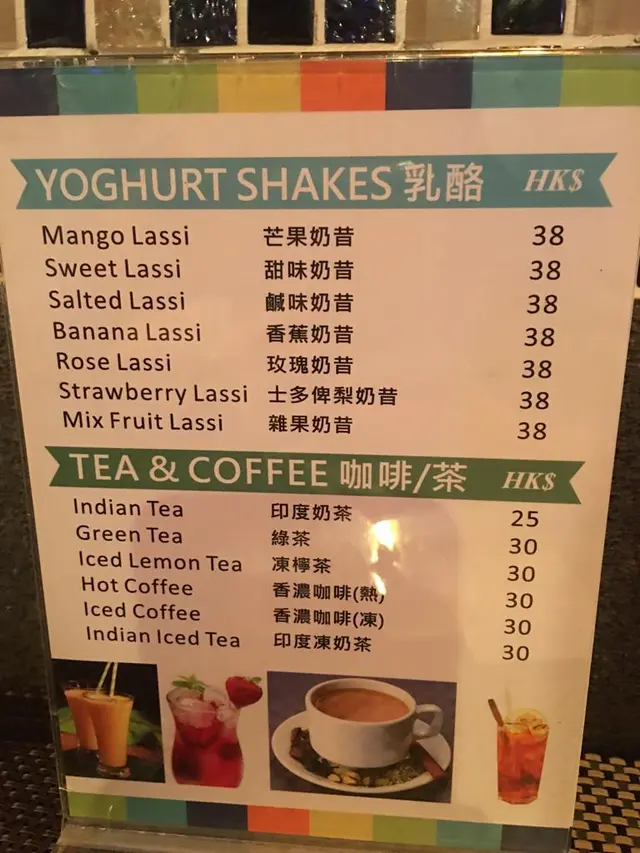 YOGHURT SHAKES 乳酪 HK$
Mango Lassi 芒果奶昔 38
Sweet Lassi 甜味奶昔 38
Salted Lassi 鹹味奶昔 38
Banana Lassi 香蕉奶昔 38
Rose Lassi 玫瑰奶昔 38
Strawberry Lassi 士多俾梨奶昔 38
Mix Fruit Lassi 雜果奶昔 38
TEA & COFFEE 咖啡/茶 HK$
Indian Tea 印度奶茶 25
Green Tea 綠茶 30
Iced Lemon Tea 凍檸茶 30
Hot Coffee 香濃咖啡(熱) 30
Iced Coffee 香濃咖啡(凍) 30
Indian Iced Tea 印度凍奶茶 30